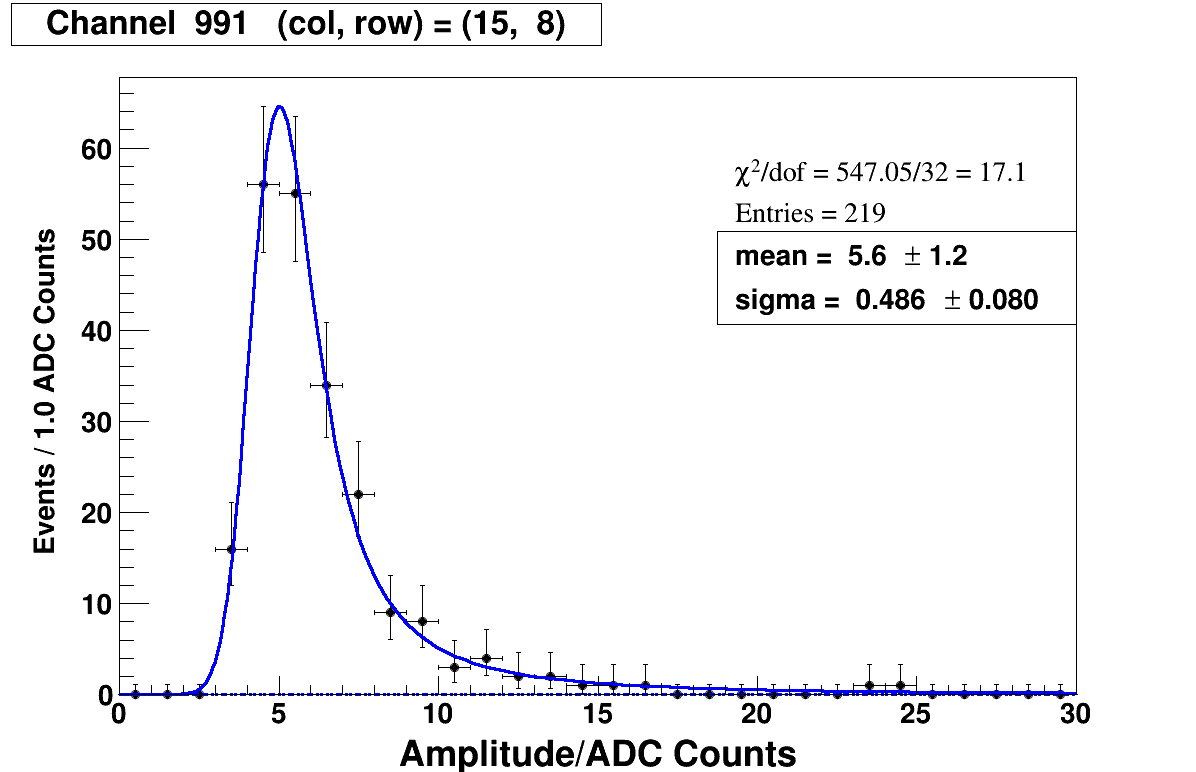 Channel 991 (col, row) = (15, 8)
χ²/dof = 547.05/32 = 17.1
Entries = 219
mean = 5.6 ± 1.2
sigma = 0.486 ± 0.080
Events / 1.0 ADC Counts
60
50
40
30
20
10
0
0 5 10 15 20 25 30
Amplitude/ADC Counts